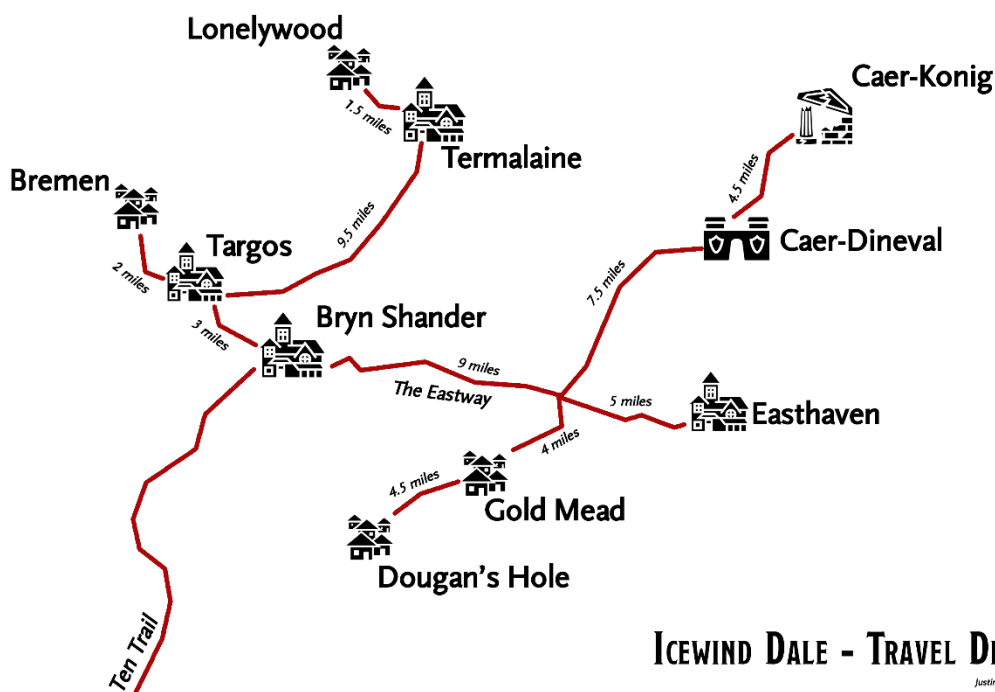 Lonelywood
Caer-Konig
1.5 miles
Termalaine
4.5 miles
Bremen
9.5 miles
Targos
Caer-Dineval
2 miles
7.5 miles
3 miles
Bryn Shander
9 miles
The Eastway
5 miles
Easthaven
4 miles
4.5 miles
Gold Mead
Dougan's Hole
Ten Trail
Icewind Dale - Travel
Justin